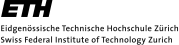 ETH
Eidgenössische Technische Hochschule Zürich
Swiss Federal Institute of Technology Zurich